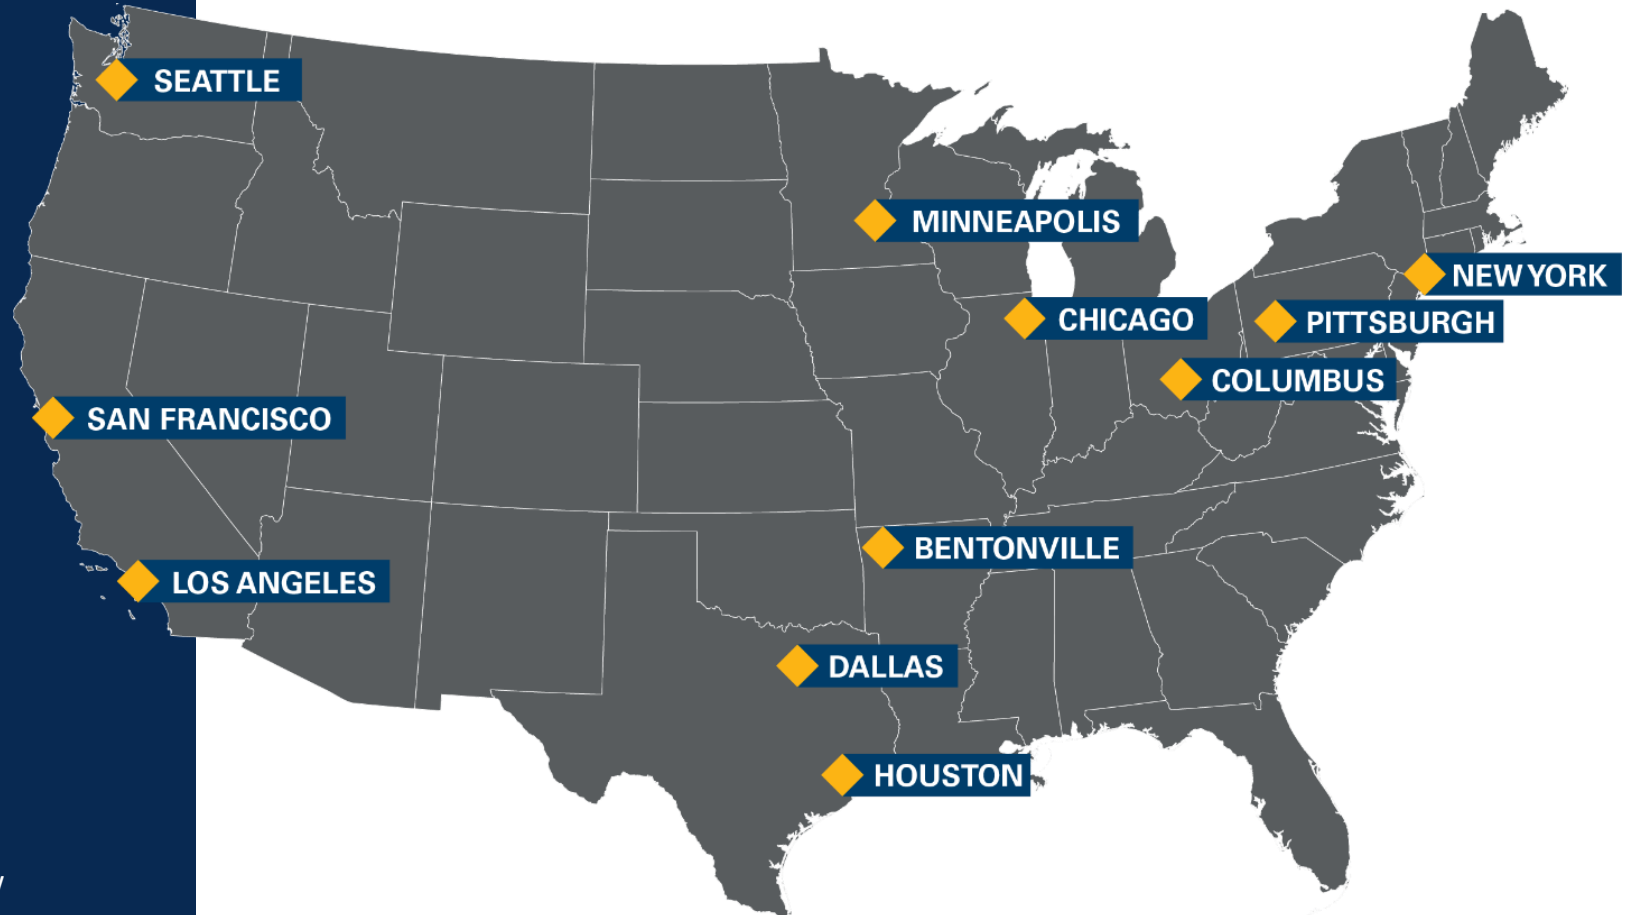 SEATTLE
MINNEAPOLIS
NEW YORK
CHICAGO
PITTSBURGH
COLUMBUS
SAN FRANCISCO
BENTONVILLE
LOS ANGELES
DALLAS
HOUSTON